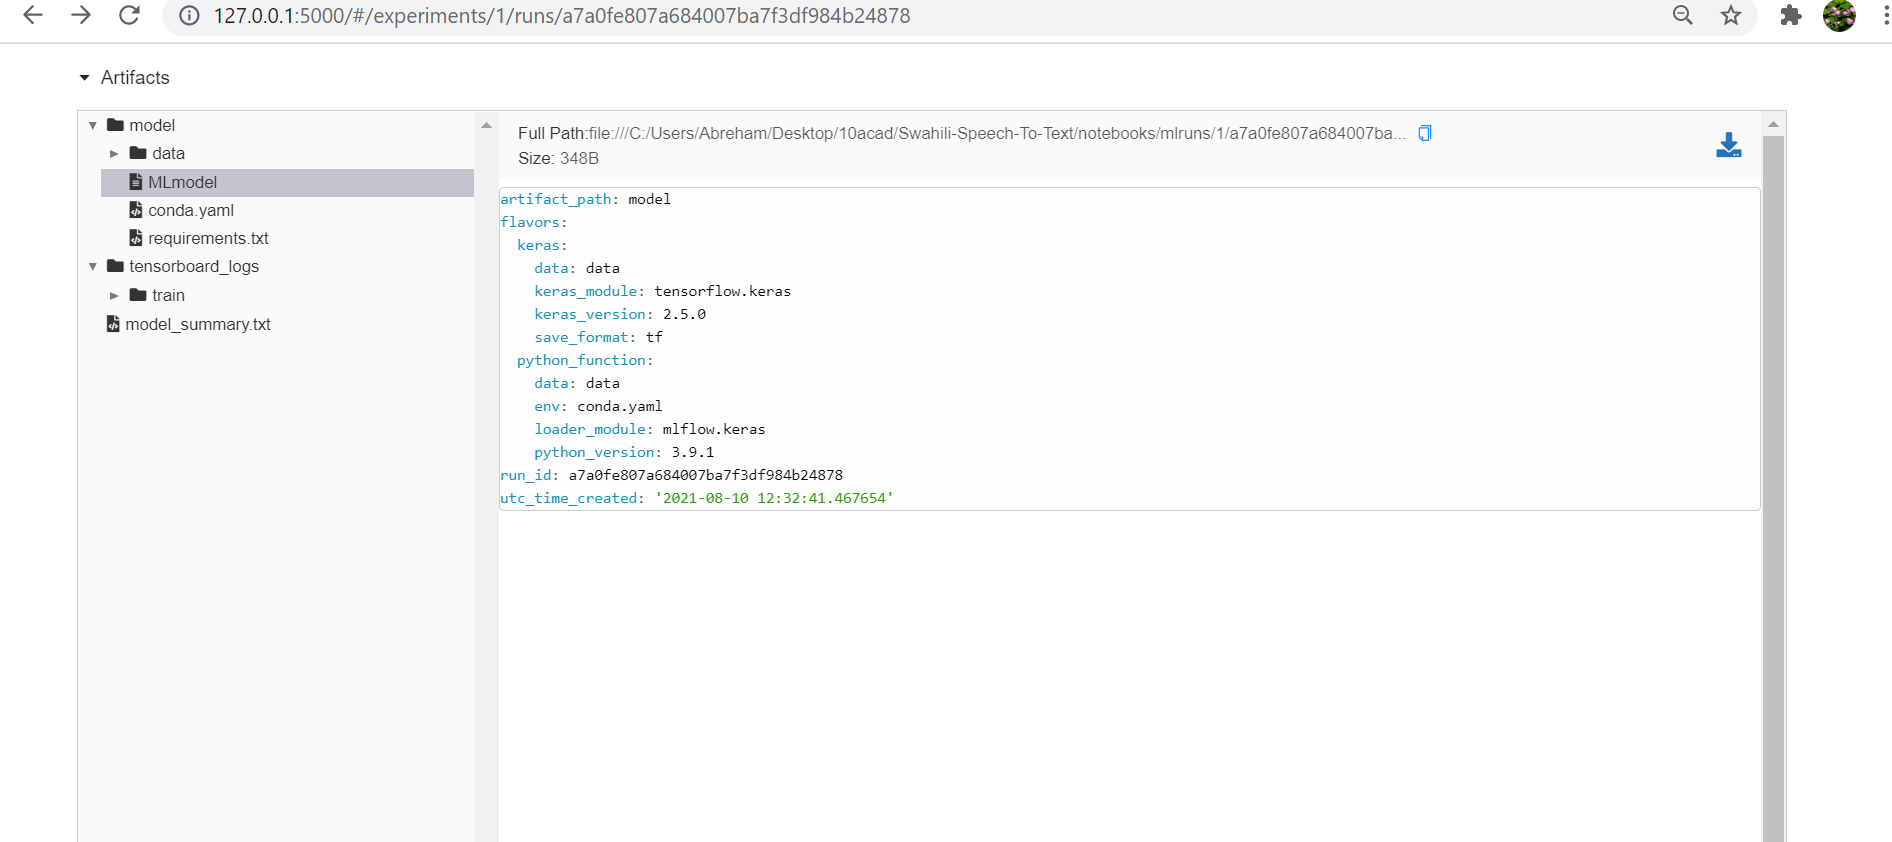 127.0.0.1:5000/#/experiments/1/runs/a7a0fe807a684007ba7f3df984b24878
Artifacts
model
data
MLmodel
conda.yaml
requirements.txt
tensorboard_logs
train
model_summary.txt
Full Path:file:///C:/Users/Abreham/Desktop/10acad/Swahili-Speech-To-Text/notebooks/mlruns/1/a7a0fe807a684007ba...
Size: 348B
artifact_path: model
flavors:
  keras:
    data: data
    keras_module: tensorflow.keras
    keras_version: 2.5.0
    save_format: tf
  python_function:
    data: data
    env: conda.yaml
    loader_module: mlflow.keras
    python_version: 3.9.1
run_id: a7a0fe807a684007ba7f3df984b24878
utc_time_created: '2021-08-10 12:32:41.467654'